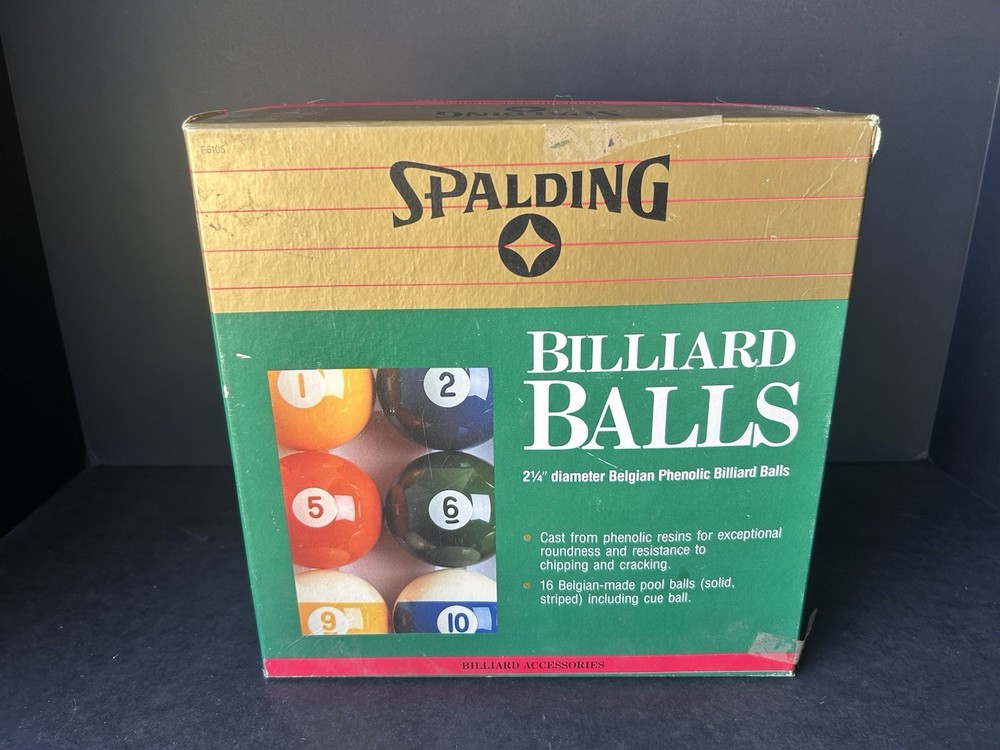 SPALDING
BILLIARD
BALLS
2¼" diameter Belgian Phenolic Billiard Balls
1
2
5
6
9
10
• Cast from phenolic resins for exceptional
roundness and resistance to
chipping and cracking.
• 16 Belgian-made pool balls (solid,
striped) including cue ball.
BILLIARD ACCESSORIES